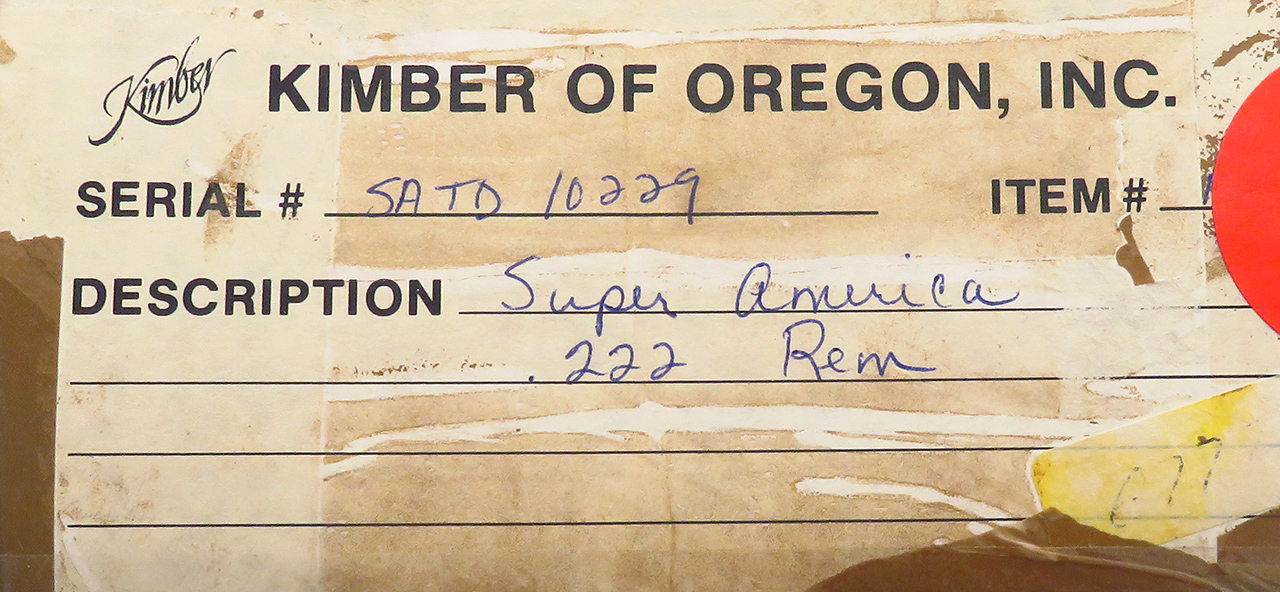 Kimber KIMBER OF OREGON, INC.
SERIAL # SATD 10229 ITEM #
DESCRIPTION Super America
.222 Rem